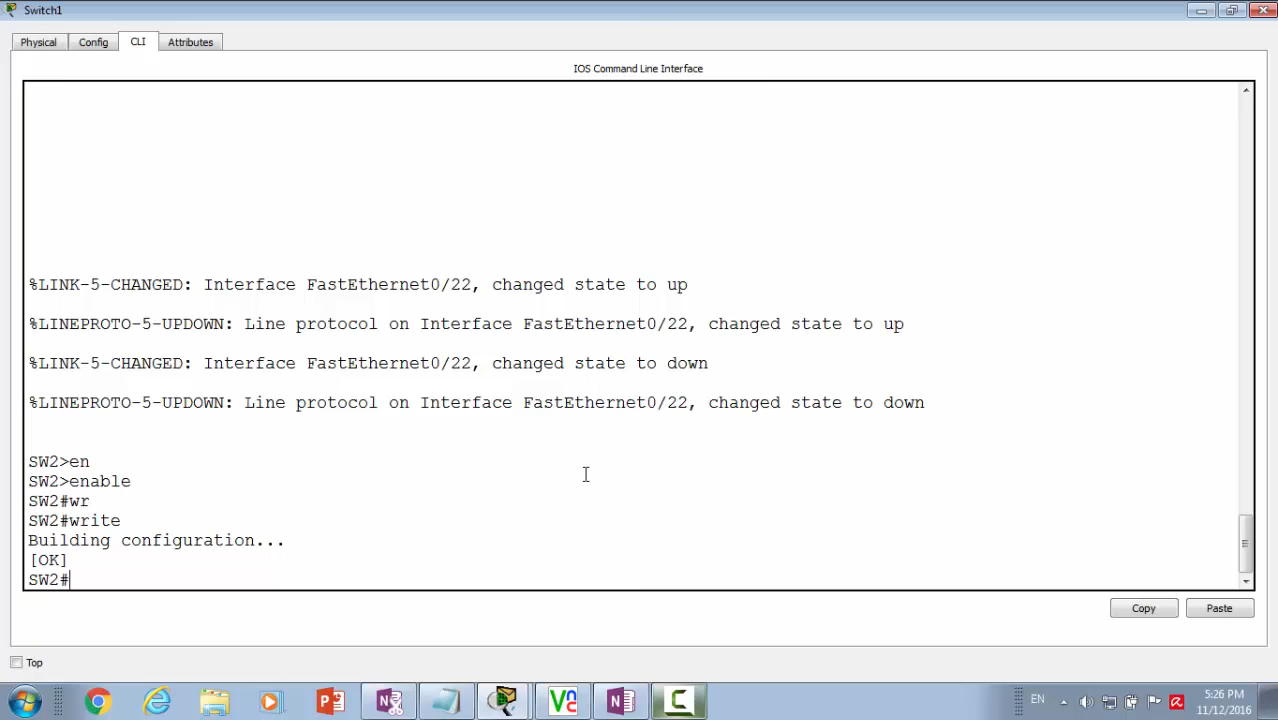 Switch1
Physical
Config
CLI
Attributes
IOS Command Line Interface
%LINK-5-CHANGED: Interface FastEthernet0/22, changed state to up
%LINEPROTO-5-UPDOWN: Line protocol on Interface FastEthernet0/22, changed state to up
%LINK-5-CHANGED: Interface FastEthernet0/22, changed state to down
%LINEPROTO-5-UPDOWN: Line protocol on Interface FastEthernet0/22, changed state to down
SW2>en
SW2>enable
SW2#wr
SW2#write
Building configuration...
[OK]
SW2#
Copy
Paste
Top
EN
5:26 PM
11/12/2016